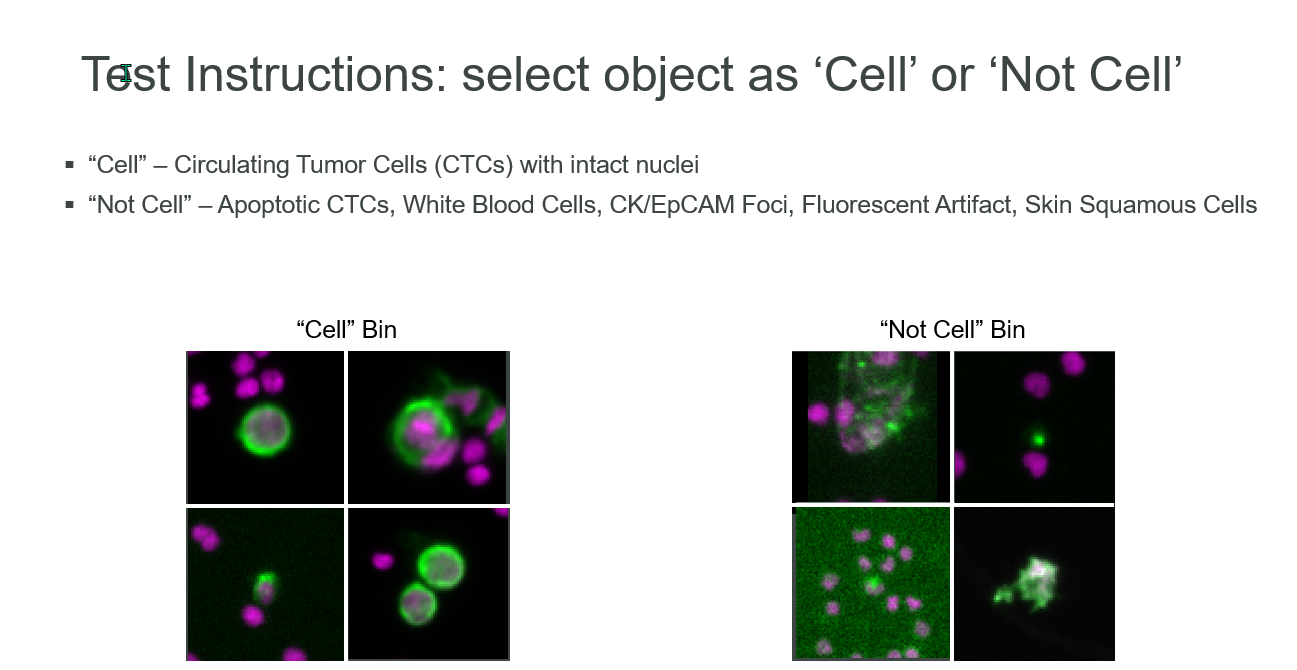 Test Instructions: select object as ‘Cell’ or ‘Not Cell’
▪ “Cell” – Circulating Tumor Cells (CTCs) with intact nuclei
▪ “Not Cell” – Apoptotic CTCs, White Blood Cells, CK/EpCAM Foci, Fluorescent Artifact, Skin Squamous Cells
“Cell” Bin
“Not Cell” Bin